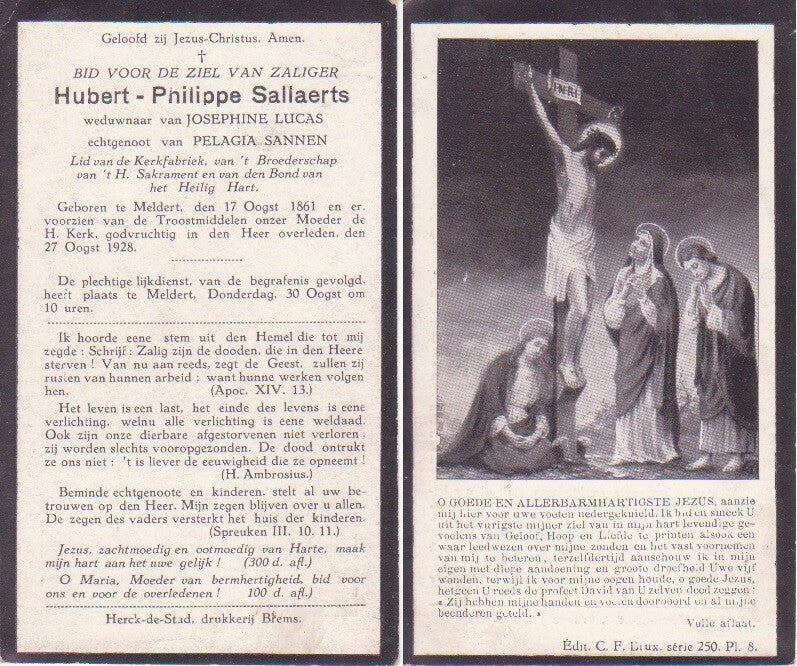 Geloofd zij Jezus-Christus. Amen.
†
BID VOOR DE ZIEL VAN ZALIGER
Hubert - Philippe Sallaerts
weduwnaar van JOSEPHINE LUCAS
echtgenoot van PELAGIA SANNEN
Lid van de Kerkfabriek, van 't Broederschap
van 't H. Sakrament en van den Bond van
het Heilig Hart.
Geboren te Meldert, den 17 Oogst 1861 en er,
voorzien van de Troostmiddelen onzer Moeder de
H. Kerk, godvruchtig in den Heer overleden, den
27 Oogst 1928.
De plechtige lijkdienst, van de begrafenis gevolgd,
heeft plaats te Meldert, Donderdag, 30 Oogst om
10 uren.
Ik hoorde eene stem uit den Hemel die tot mij
zegde : Schrijf: Zalig zijn de dooden, die in den Heere
sterven ! Van nu aan reeds, zegt de Geest, zullen zij
rusten van hunnen arbeid ; want hunne werken volgen
hen. (Apoc. XIV. 13.)
Het leven is een last, het einde des levens is eene
verlichting, welnu alle verlichting is eene weldaad.
Ook zijn onze dierbare afgestorvenen niet verloren ;
zij worden slechts vooropgezonden. De dood ontrukt
ze ons niet : 't is liever de eeuwigheid die ze opneemt !
(H. Ambrosius.)
Beminde echtgenoote en kinderen, stelt al uw be-
trouwen op den Heer. Mijn zegen blijven over u allen.
De zegen des vaders versterkt het huis der kinderen.
(Spreuken III. 10. 11.)
Jezus, zachtmoedig en ootmoedig van Harte, maak
mijn hart aan het uwe gelijk ! (300 d. afl.)
O Maria, Moeder van bermhertigheid, bid voor
ons en voor de overledenen ! 100 d. afl.)
Herck-de-Stad, drukkerij Brems.
I.N.R.I.
O GOEDE EN ALLERBARMHARTIGSTE JEZUS, aanzie
mij hier voor uwe voeten nedergeknield. Ik bid en smeek U
uit het vurigste mijner ziel van in mijn hart levendige ge-
voelens van Geloof, Hoop en Liefde te printen alsook een
waar leedwezen over mijne zonden en het vast voornemen
van mij te beteren, terzelfdertijd aanschouw ik in mij
eigen met diepe aandoening en groote droefheid Uwe vijf
wonden, terwijl ik voor mijne oogen houde, o goede Jezus,
hetgeen U reeds de profeet David van U zelven deed zeggen :
« Zij hebben mijne handen en voeten doorboord en al mijne
beenderen geteld. »
Volle aflaat.
Édit. C. F. Brux. série 250. Pl. 8.